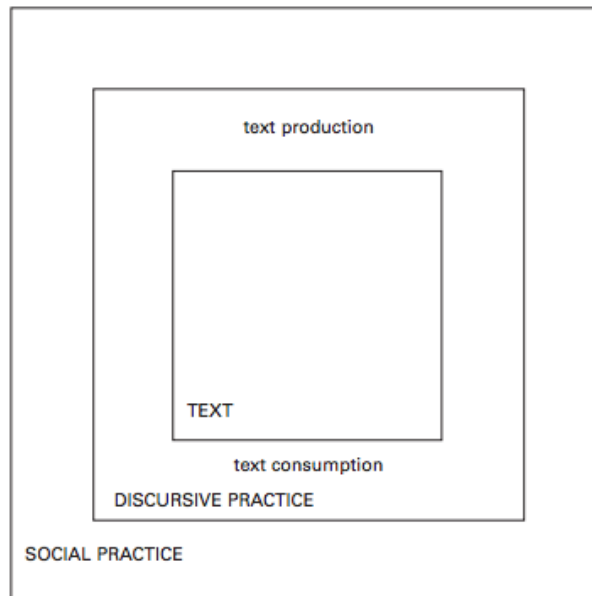 text production
TEXT
text consumption
DISCURSIVE PRACTICE
SOCIAL PRACTICE